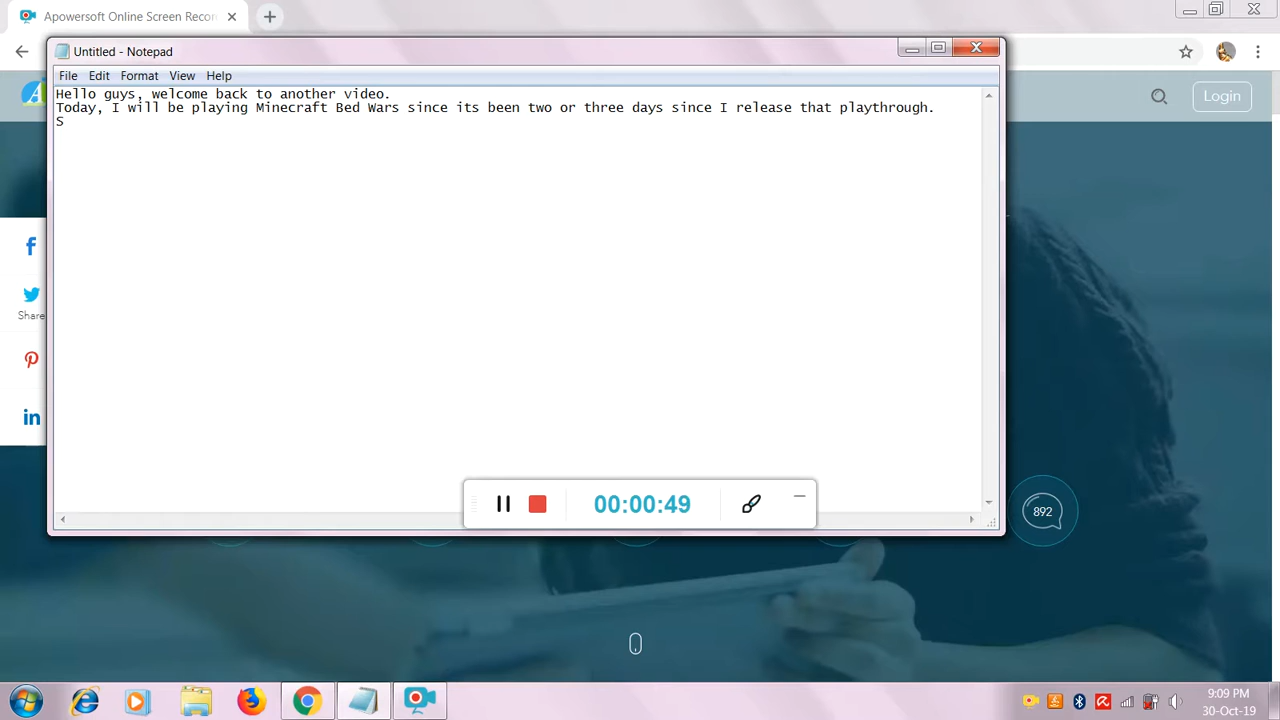 Apowersoft Online Screen Recor
Untitled - Notepad
File Edit Format View Help
Hello guys, welcome back to another video.
Today, I will be playing Minecraft Bed Wars since its been two or three days since I release that playthrough.
S
Login
Share
00:00:49
892
9:09 PM
30-Oct-19